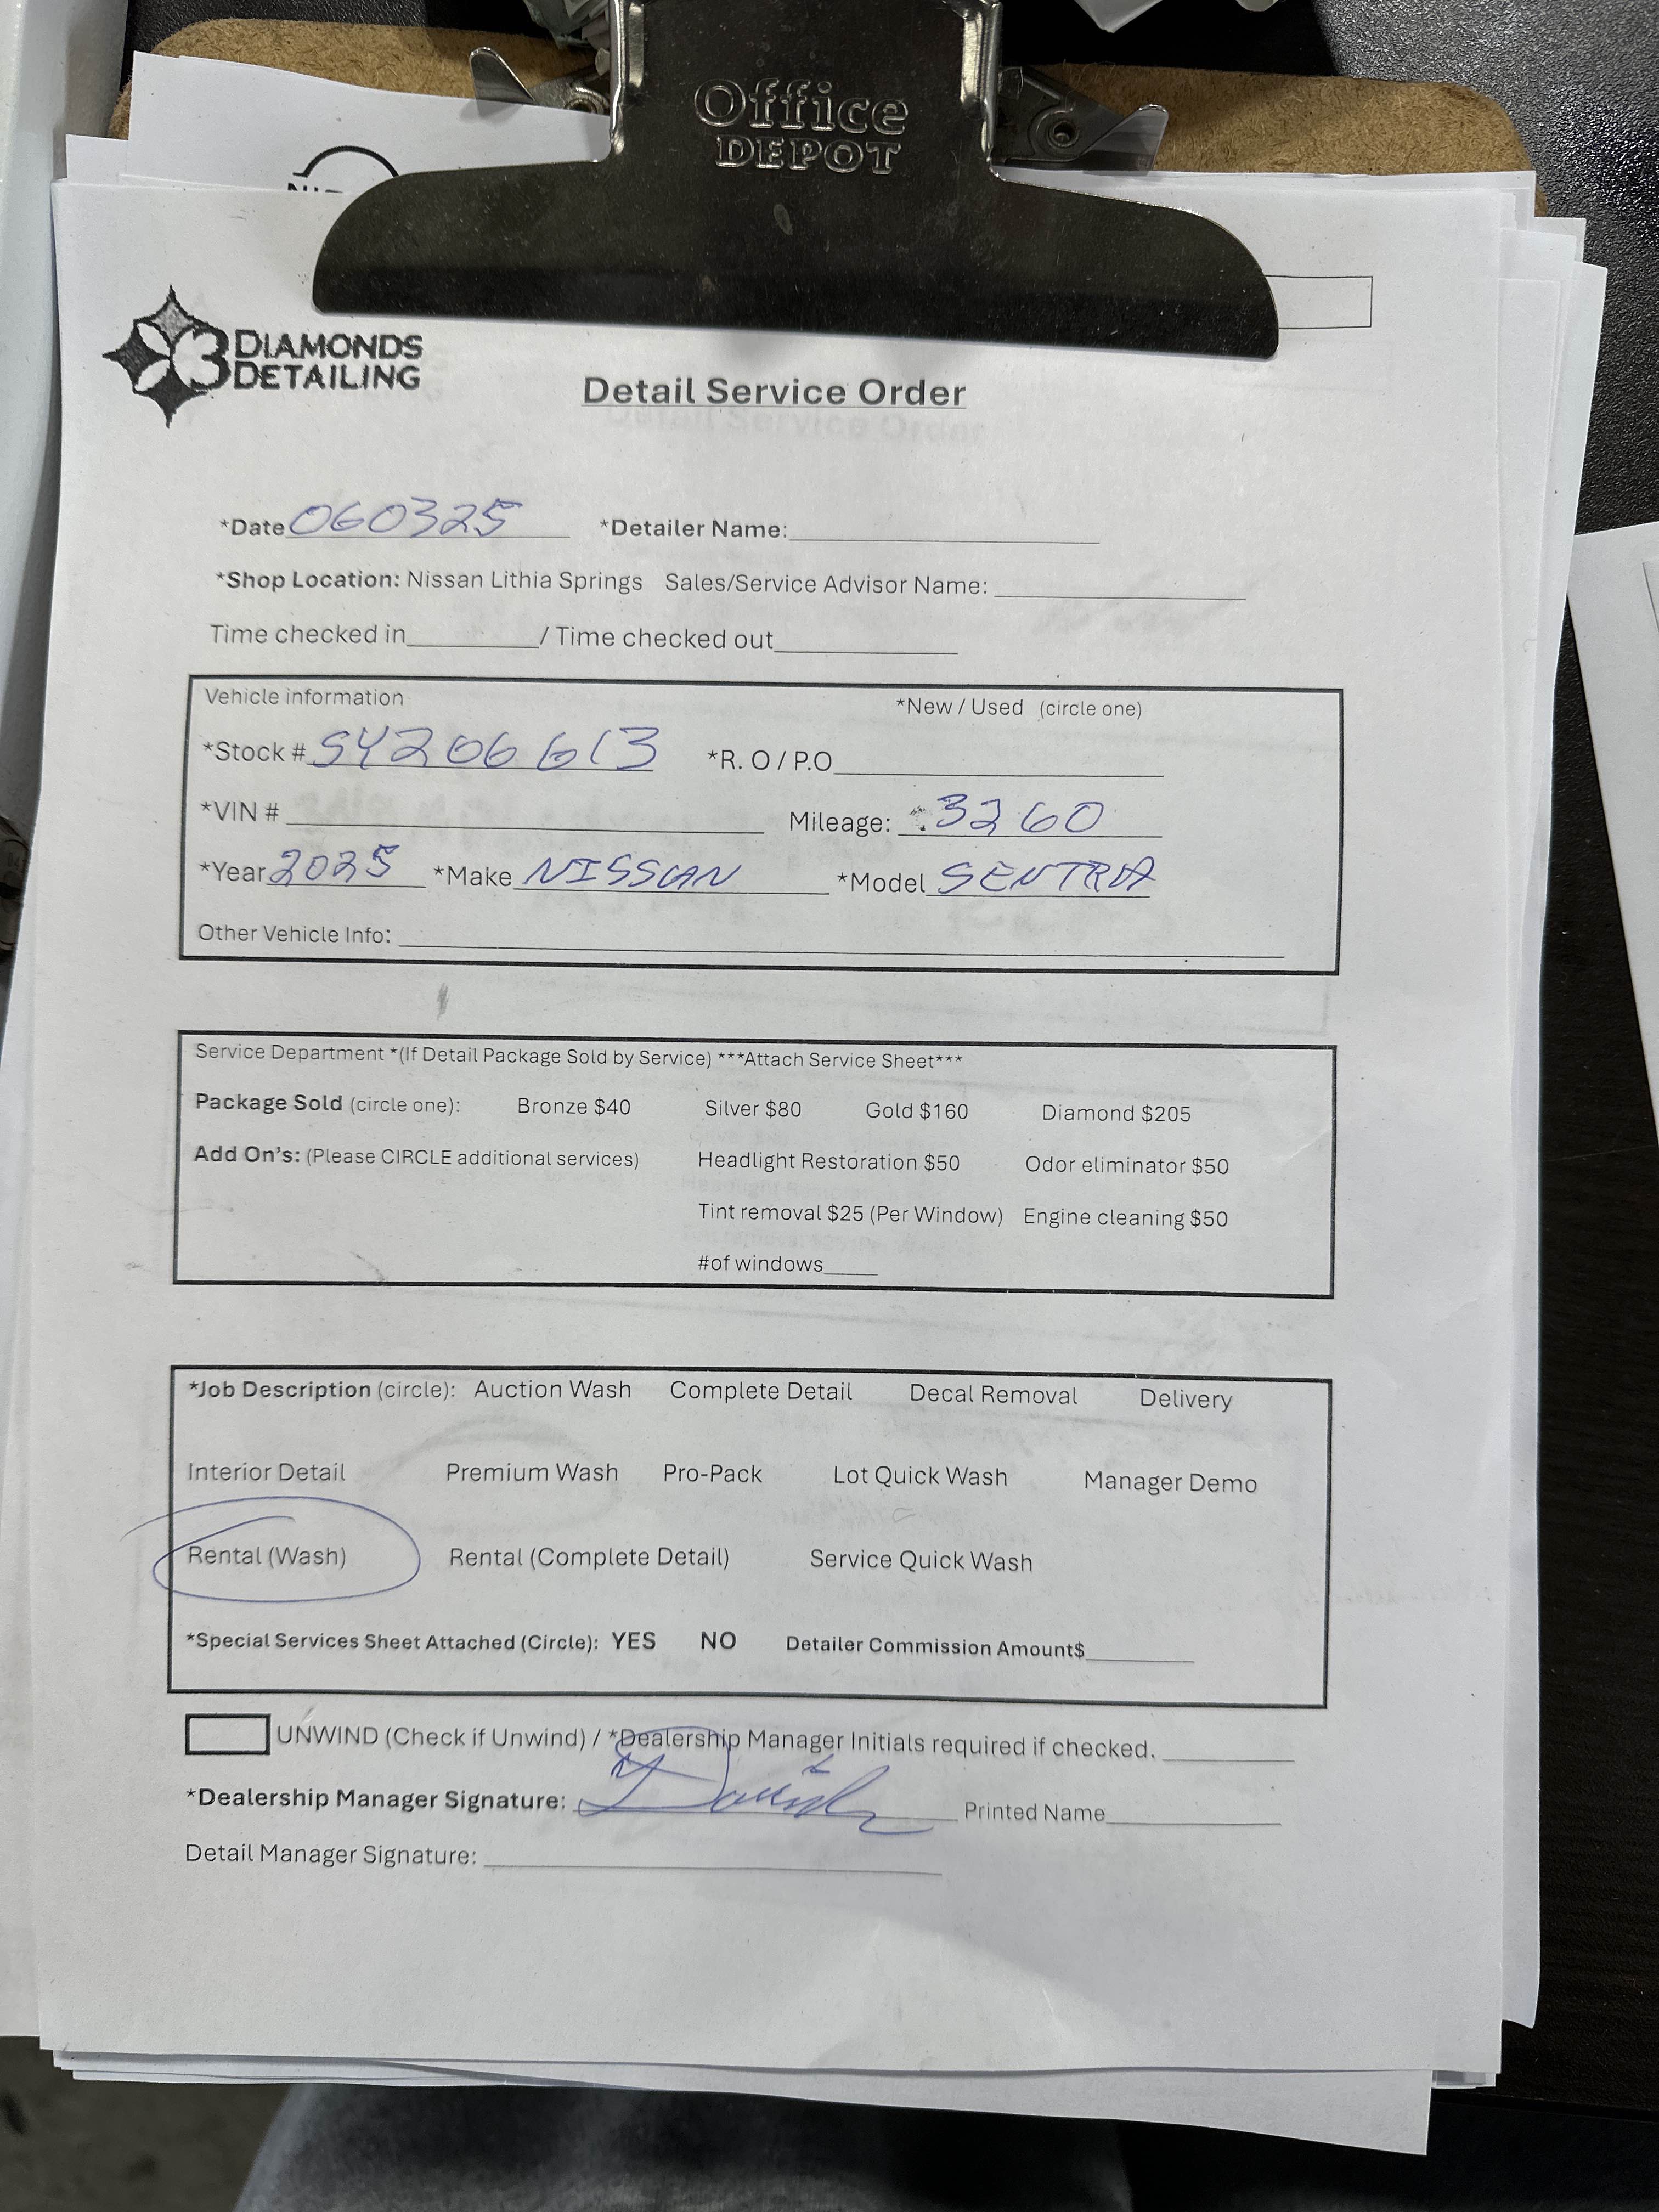 Office
DEPOT
3 DIAMONDS
DETAILING
Detail Service Order
*Date 060325 *Detailer Name:
*Shop Location: Nissan Lithia Springs Sales/Service Advisor Name:
Time checked in / Time checked out
Vehicle information *New / Used (circle one)
*Stock # SY206613 *R. O / P.O
*VIN # Mileage: 3260
*Year 2025 *Make NISSAN *Model SENTRA
Other Vehicle Info:
Service Department *(If Detail Package Sold by Service) ***Attach Service Sheet***
Package Sold (circle one): Bronze $40 Silver $80 Gold $160 Diamond $205
Add On's: (Please CIRCLE additional services) Headlight Restoration $50 Odor eliminator $50
Tint removal $25 (Per Window) Engine cleaning $50
#of windows
*Job Description (circle): Auction Wash Complete Detail Decal Removal Delivery
Interior Detail Premium Wash Pro-Pack Lot Quick Wash Manager Demo
Rental (Wash) Rental (Complete Detail) Service Quick Wash
*Special Services Sheet Attached (Circle): YES NO Detailer Commission Amount$
UNWIND (Check if Unwind) / *Dealership Manager Initials required if checked.
*Dealership Manager Signature: Printed Name
Detail Manager Signature: